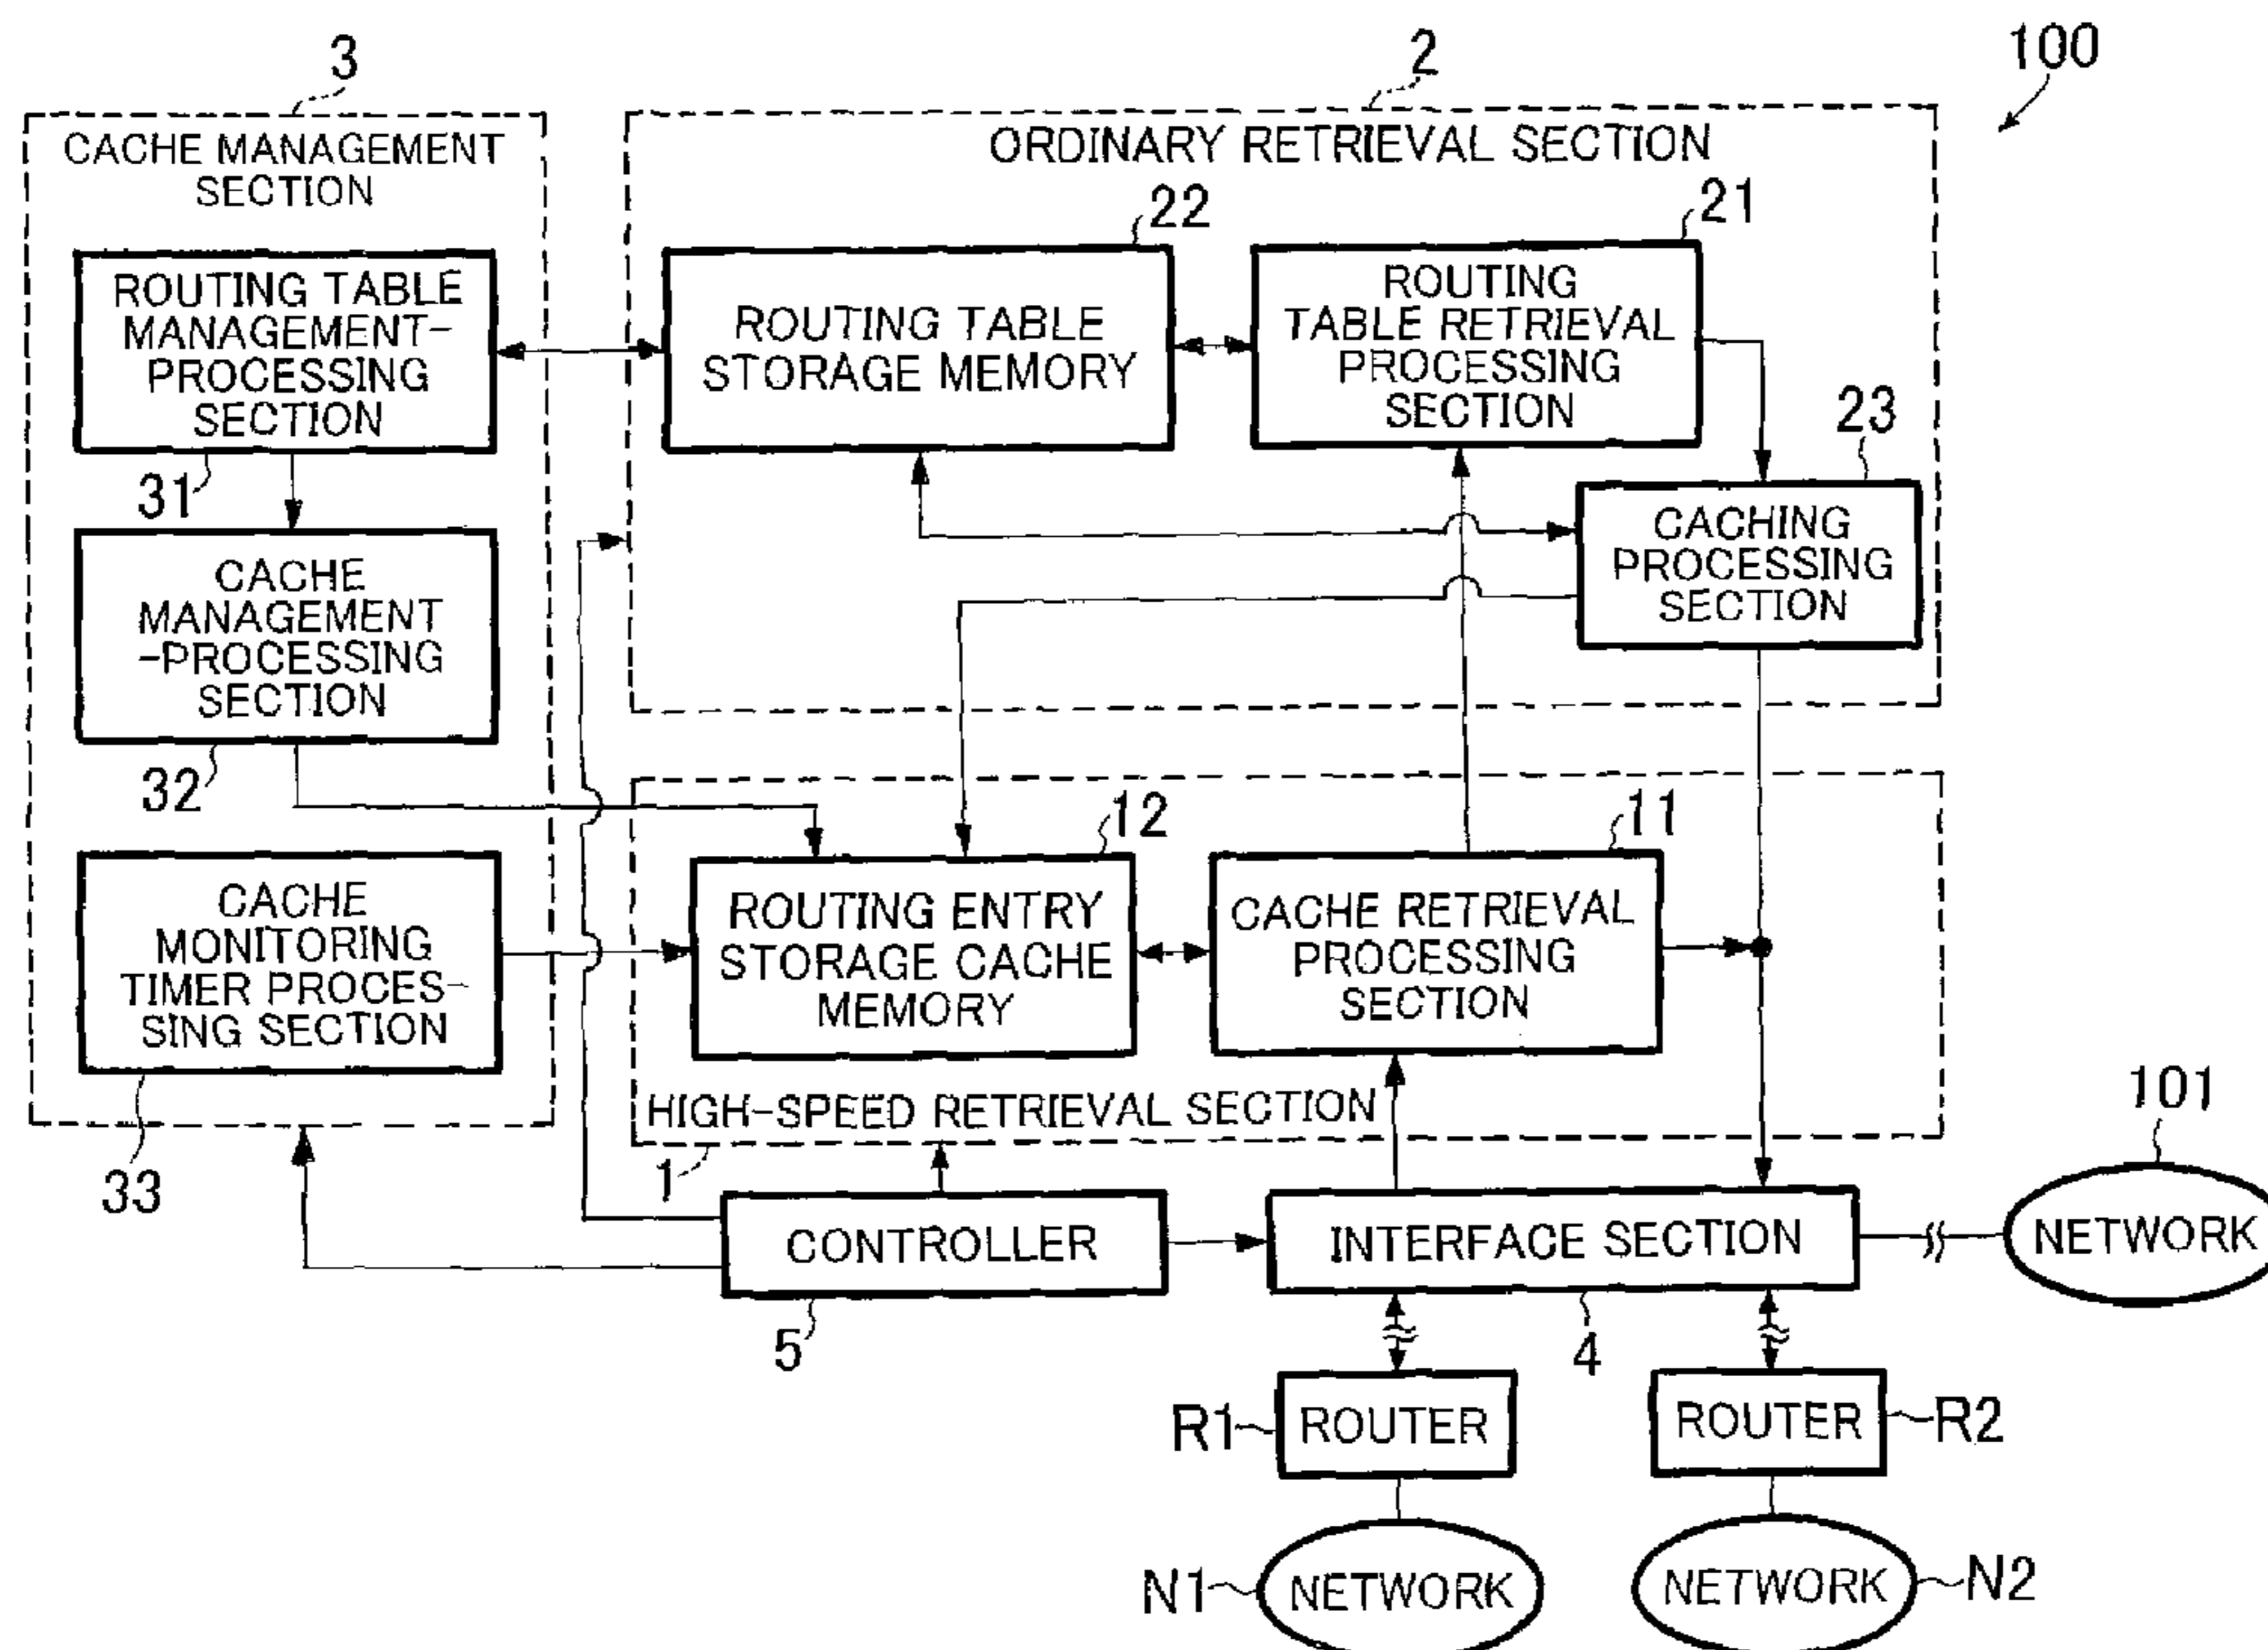 100
3
CACHE MANAGEMENT
SECTION
ROUTING TABLE
MANAGEMENT-
PROCESSING
SECTION
31
CACHE
MANAGEMENT
-PROCESSING
SECTION
32
CACHE
MONITORING
TIMER PROCES-
SING SECTION
33
2
ORDINARY RETRIEVAL SECTION
22
ROUTING TABLE
STORAGE MEMORY
21
ROUTING
TABLE RETRIEVAL
PROCESSING
SECTION
23
CACHING
PROCESSING
SECTION
12
ROUTING ENTRY
STORAGE CACHE
MEMORY
11
CACHE RETRIEVAL
PROCESSING
SECTION
HIGH-SPEED RETRIEVAL SECTION
1
CONTROLLER
5
INTERFACE SECTION
4
101
NETWORK
R1
ROUTER
ROUTER
R2
N1
NETWORK
NETWORK
N2